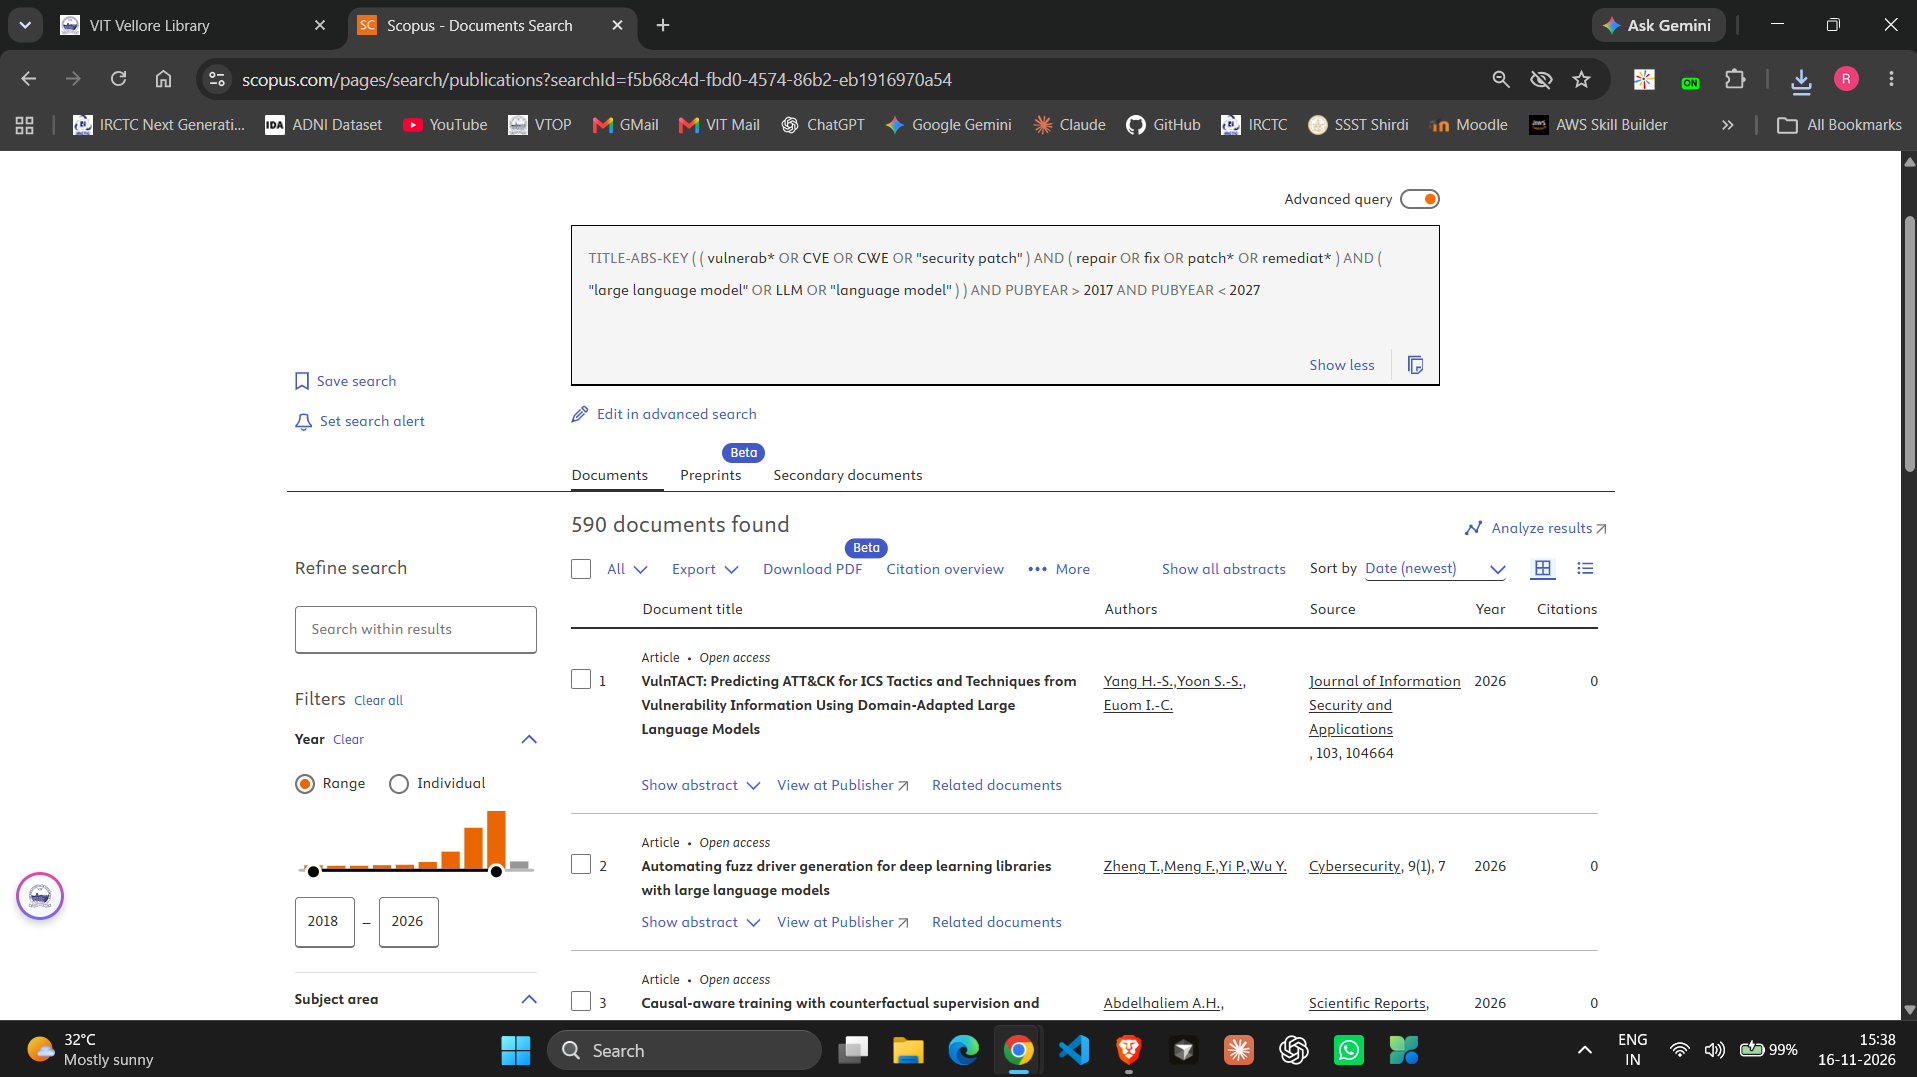 VIT Vellore Library
SC Scopus - Documents Search
Ask Gemini
scopus.com/pages/search/publications?searchId=f5b68c4d-fbd0-4574-86b2-eb1916970a54
ON
R
IRCTC Next Generati...
IDA ADNI Dataset
YouTube
VTOP
GMail
VIT Mail
ChatGPT
Google Gemini
Claude
GitHub
IRCTC
SSST Shirdi
Moodle
aws AWS Skill Builder
All Bookmarks
Advanced query
TITLE-ABS-KEY ( ( vulnerab* OR CVE OR CWE OR "security patch" ) AND ( repair OR fix OR patch* OR remediat* ) AND (
"large language model" OR LLM OR "language model" ) ) AND PUBYEAR > 2017 AND PUBYEAR < 2027
Show less
Save search
Set search alert
Edit in advanced search
Beta
Documents Preprints Secondary documents
590 documents found
Analyze results
Beta
All Export Download PDF Citation overview More Show all abstracts Sort by Date (newest)
Document title Authors Source Year Citations
Refine search
Search within results
Filters Clear all
Year Clear
Range Individual
2018 – 2026
Subject area
Article • Open access
1 VulnTACT: Predicting ATT&CK for ICS Tactics and Techniques from Vulnerability Information Using Domain-Adapted Large Language Models
Yang H.-S.,Yoon S.-S.,
Euom I.-C.
Journal of Information
Security and
Applications
, 103, 104664
2026
0
Show abstract View at Publisher Related documents
Article • Open access
2 Automating fuzz driver generation for deep learning libraries
with large language models
Zheng T.,Meng F.,Yi P.,Wu Y.
Cybersecurity, 9(1), 7
2026
0
Show abstract View at Publisher Related documents
Article • Open access
3 Causal-aware training with counterfactual supervision and
Abdelhaliem A.H.,
Scientific Reports,
2026
0
32°C
Mostly sunny
Search
ENG
IN
99%
15:38
16-11-2026